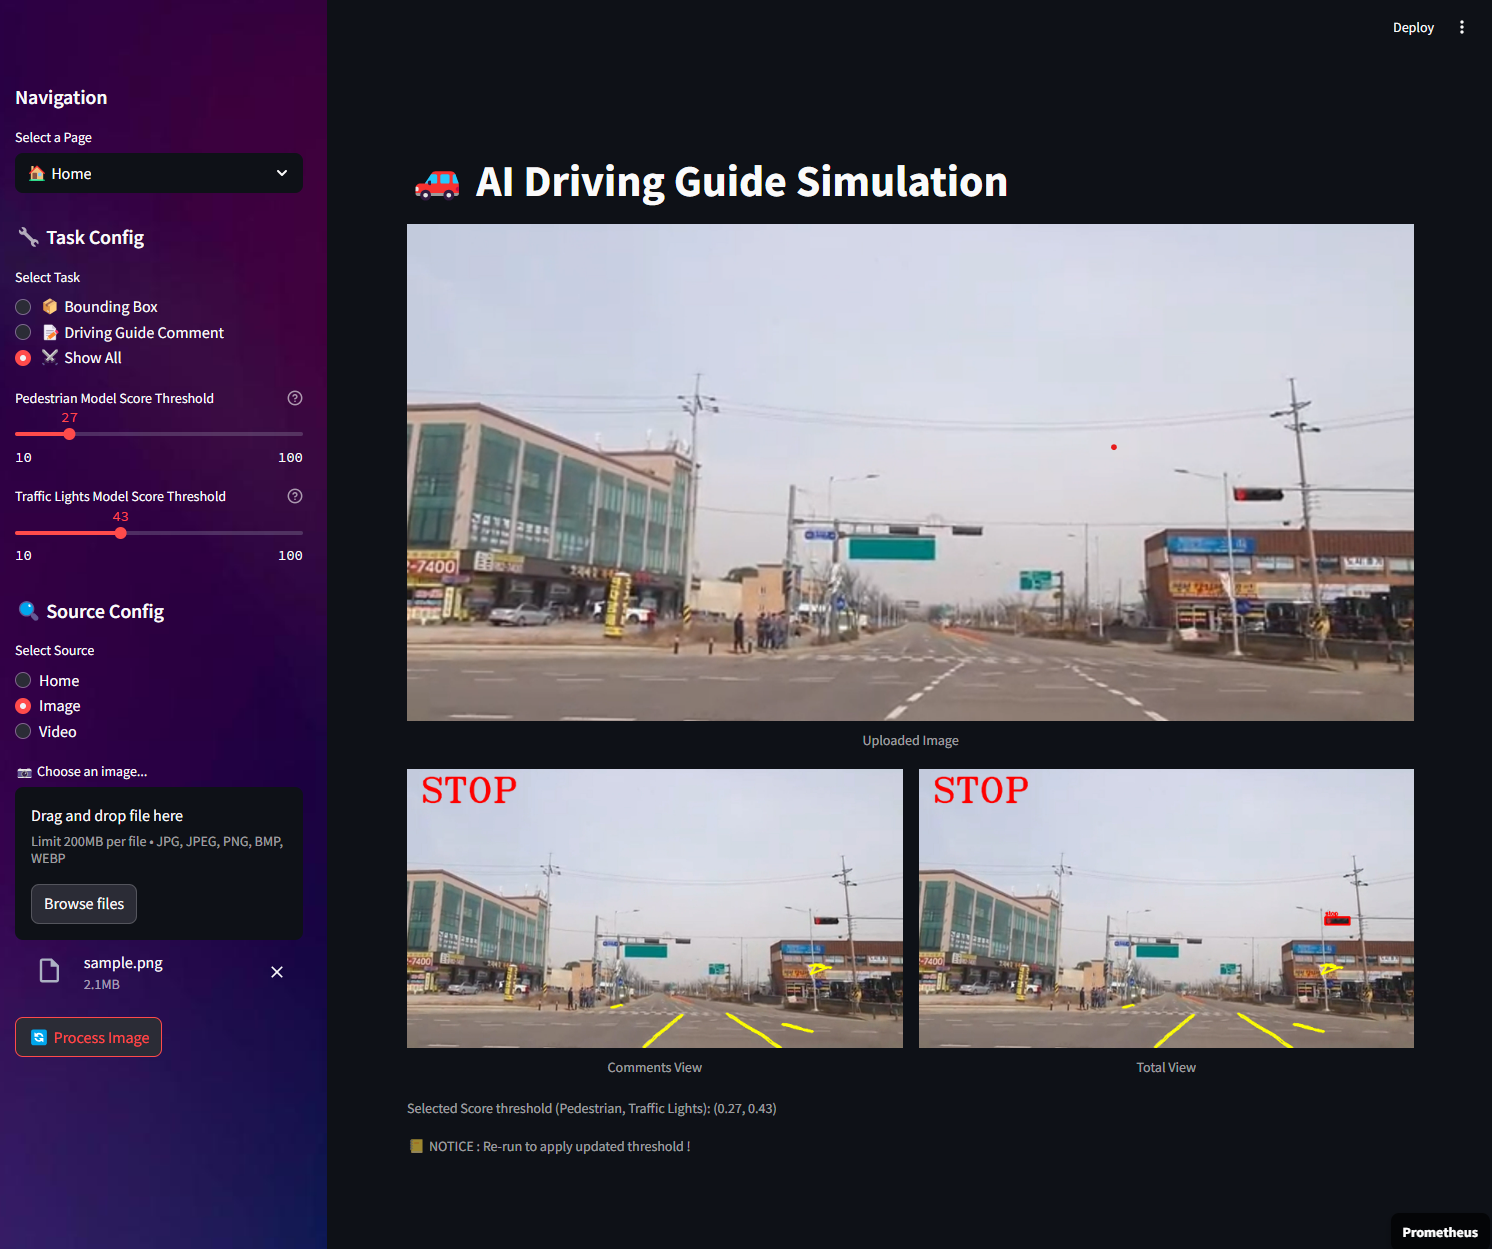 Deploy
Navigation
Select a Page
Home
Task Config
Select Task
Bounding Box
Driving Guide Comment
Show All
Pedestrian Model Score Threshold
27
10 100
Traffic Lights Model Score Threshold
43
10 100
Source Config
Select Source
Home
Image
Video
Choose an image...
Drag and drop file here
Limit 200MB per file • JPG, JPEG, PNG, BMP,
WEBP
Browse files
sample.png
2.1MB
Process Image
AI Driving Guide Simulation
-7400
Uploaded Image
STOP
-7400
Comments View
STOP
stop
-7400
Total View
Selected Score threshold (Pedestrian, Traffic Lights): (0.27, 0.43)
NOTICE : Re-run to apply updated threshold !
Prometheus